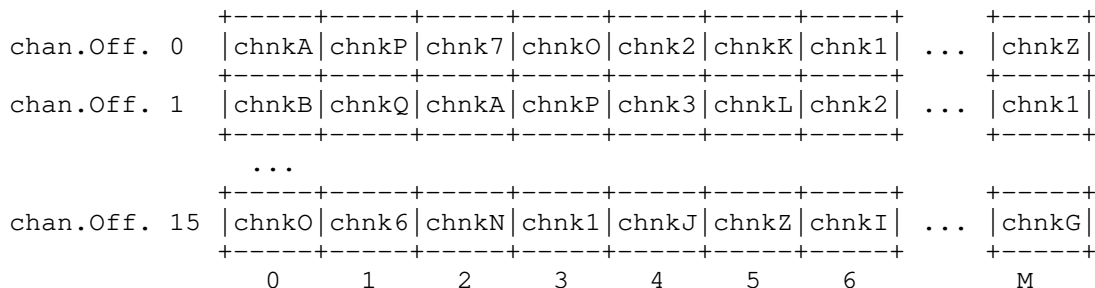 +-----+-----+-----+-----+-----+-----+-----+     +-----+
chan.Off. 0  |chnkA|chnkP|chnk7|chnkO|chnk2|chnkK|chnk1| ... |chnkZ|
+-----+-----+-----+-----+-----+-----+-----+     +-----+
chan.Off. 1  |chnkB|chnkQ|chnkA|chnkP|chnk3|chnkL|chnk2| ... |chnk1|
+-----+-----+-----+-----+-----+-----+-----+     +-----+
...
+-----+-----+-----+-----+-----+-----+-----+     +-----+
chan.Off. 15 |chnkO|chnk6|chnkN|chnk1|chnkJ|chnkZ|chnkI| ... |chnkG|
+-----+-----+-----+-----+-----+-----+-----+     +-----+
0     1     2     3     4     5     6          M